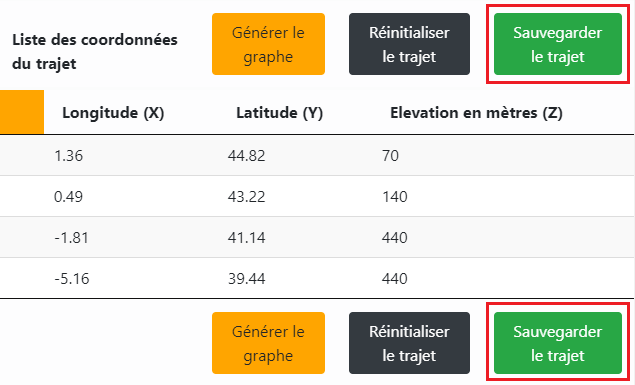 Liste des coordonnées
du trajet
Générer le
graphe
Réinitialiser
le trajet
Sauvegarder
le trajet
Longitude (X) Latitude (Y) Elevation en mètres (Z)
1.36 44.82 70
0.49 43.22 140
-1.81 41.14 440
-5.16 39.44 440
Générer le
graphe
Réinitialiser
le trajet
Sauvegarder
le trajet